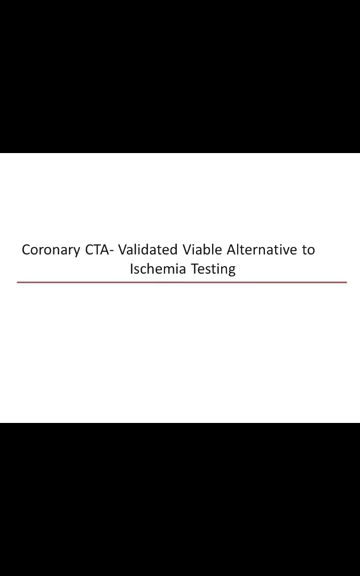 Coronary CTA- Validated Viable Alternative to
Ischemia Testing